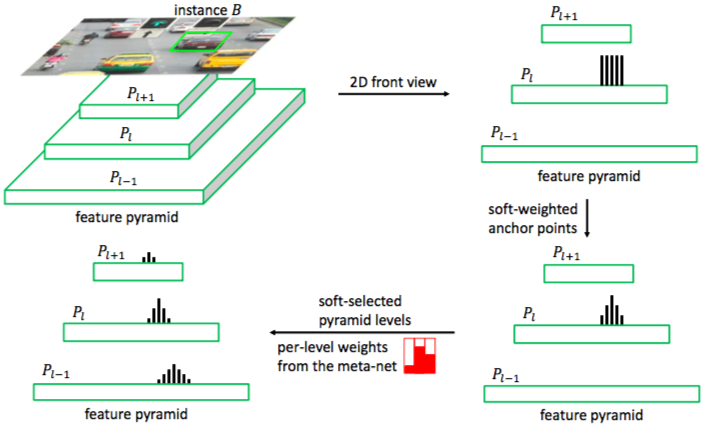 instance B
P_{l+1}
P_l
P_{l−1}
feature pyramid
2D front view
P_{l+1}
P_l
P_{l−1}
feature pyramid
soft-weighted
anchor points
P_{l+1}
P_l
P_{l−1}
feature pyramid
soft-selected
pyramid levels
per-level weights
from the meta-net
P_{l+1}
P_l
P_{l−1}
feature pyramid